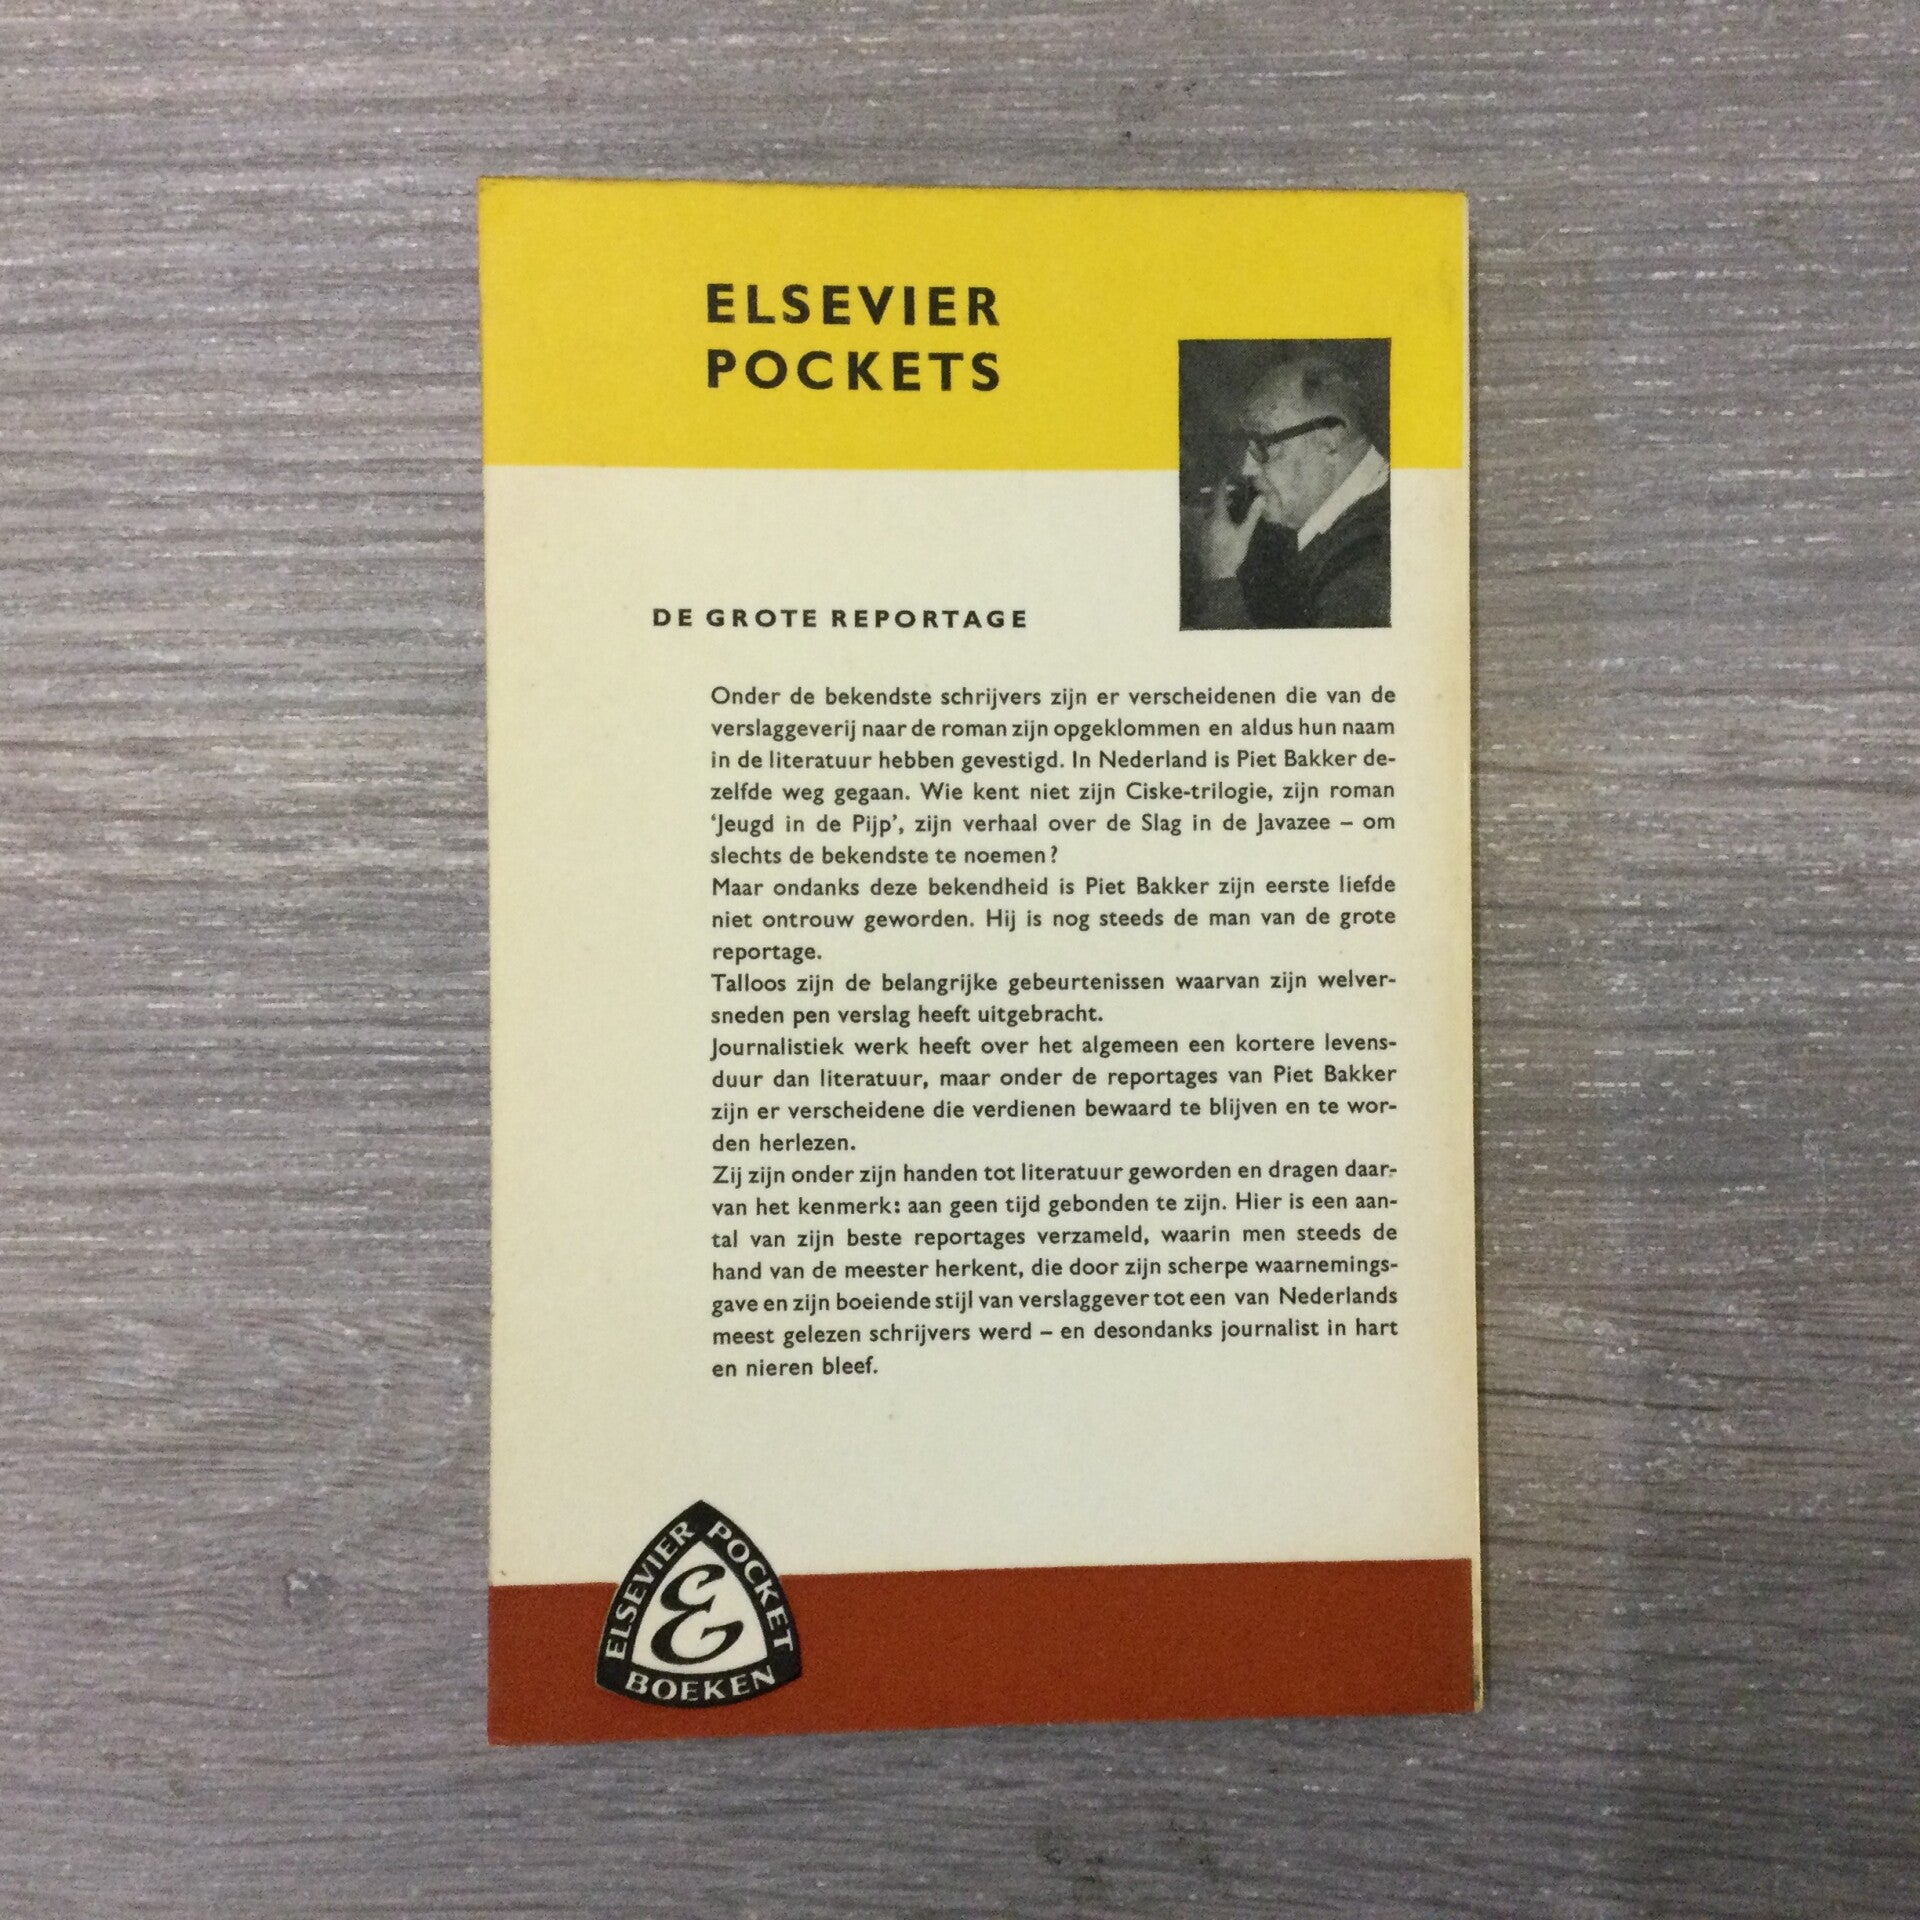 ELSEVIER
POCKETS
DE GROTE REPORTAGE
Onder de bekendste schrijvers zijn er verscheidenen die van de
verslaggeverij naar de roman zijn opgeklommen en aldus hun naam
in de literatuur hebben gevestigd. In Nederland is Piet Bakker de-
zelfde weg gegaan. Wie kent niet zijn Ciske-trilogie, zijn roman
‘Jeugd in de Pijp’, zijn verhaal over de Slag in de Javazee – om
slechts de bekendste te noemen?
Maar ondanks deze bekendheid is Piet Bakker zijn eerste liefde
niet ontrouw geworden. Hij is nog steeds de man van de grote
reportage.
Talloos zijn de belangrijke gebeurtenissen waarvan zijn welver-
sneden pen verslag heeft uitgebracht.
Journalistiek werk heeft over het algemeen een kortere levens-
duur dan literatuur, maar onder de reportages van Piet Bakker
zijn er verscheidene die verdienen bewaard te blijven en te wor-
den herlezen.
Zij zijn onder zijn handen tot literatuur geworden en dragen daar-
van het kenmerk: aan geen tijd gebonden te zijn. Hier is een aan-
tal van zijn beste reportages verzameld, waarin men steeds de
hand van de meester herkent, die door zijn scherpe waarnemings-
gave en zijn boeiende stijl van verslaggever tot een van Nederlands
meest gelezen schrijvers werd – en desondanks journalist in hart
en nieren bleef.
ELSEVIER POCKET
E
BOEKEN